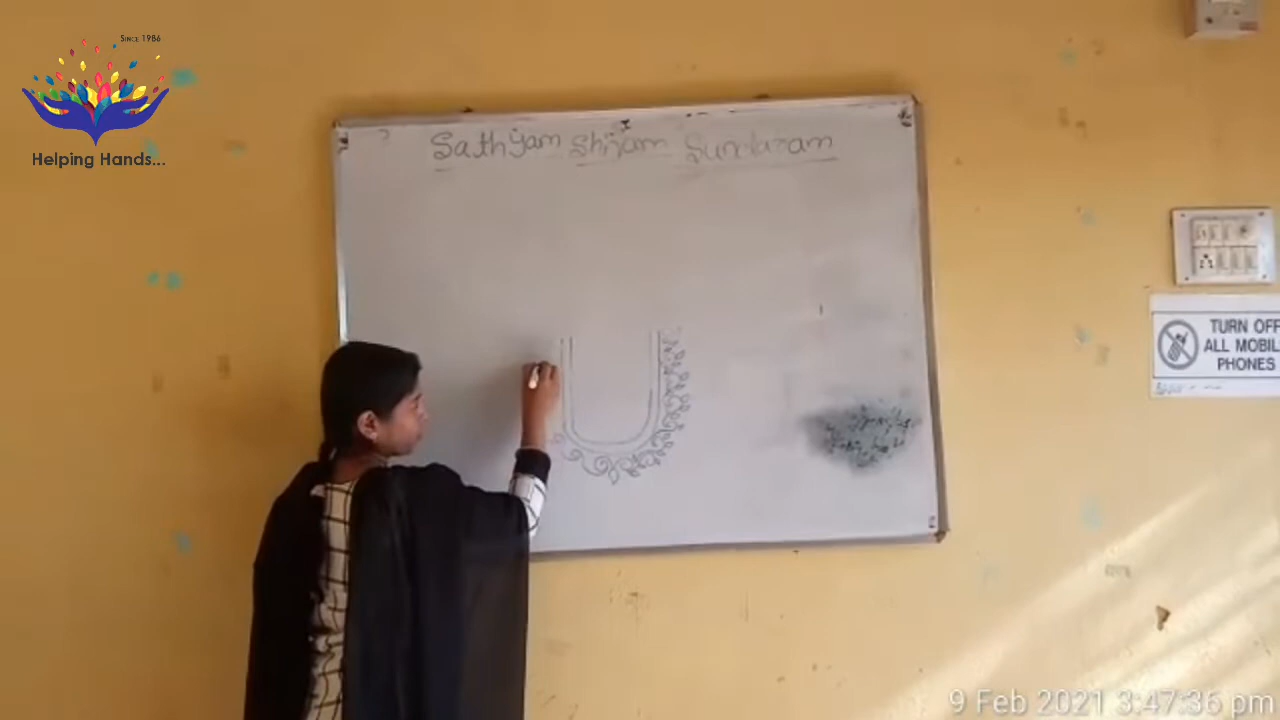 SINCE 1986
Helping Hands...
Sathyam Shivam Sundaram
TURN OFF
ALL MOBIL
PHONES
9 Feb 2021 3:47:36 pm